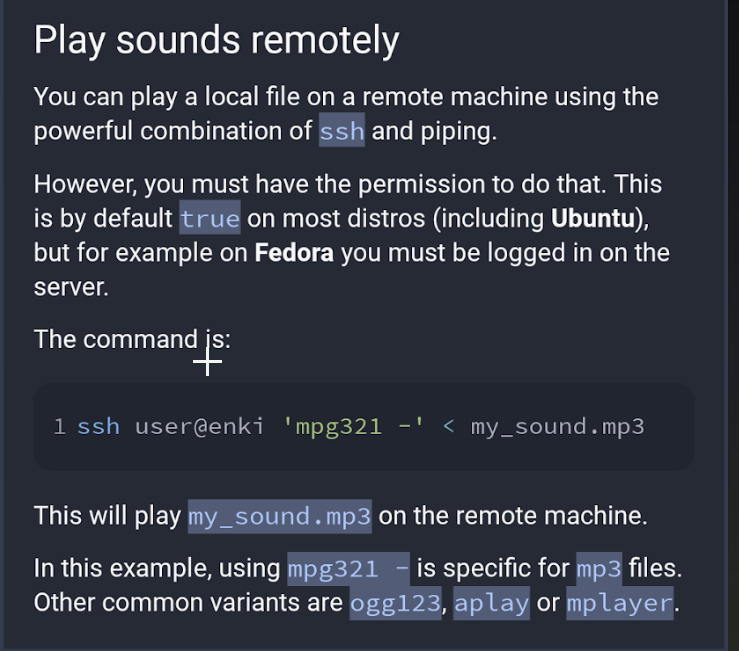 Play sounds remotely
You can play a local file on a remote machine using the
powerful combination of ssh and piping.
However, you must have the permission to do that. This
is by default true on most distros (including Ubuntu),
but for example on Fedora you must be logged in on the
server.
The command is:
1 ssh user@enki 'mpg321 -' < my_sound.mp3
This will play my_sound.mp3 on the remote machine.
In this example, using mpg321 - is specific for mp3 files.
Other common variants are ogg123, aplay or mplayer.